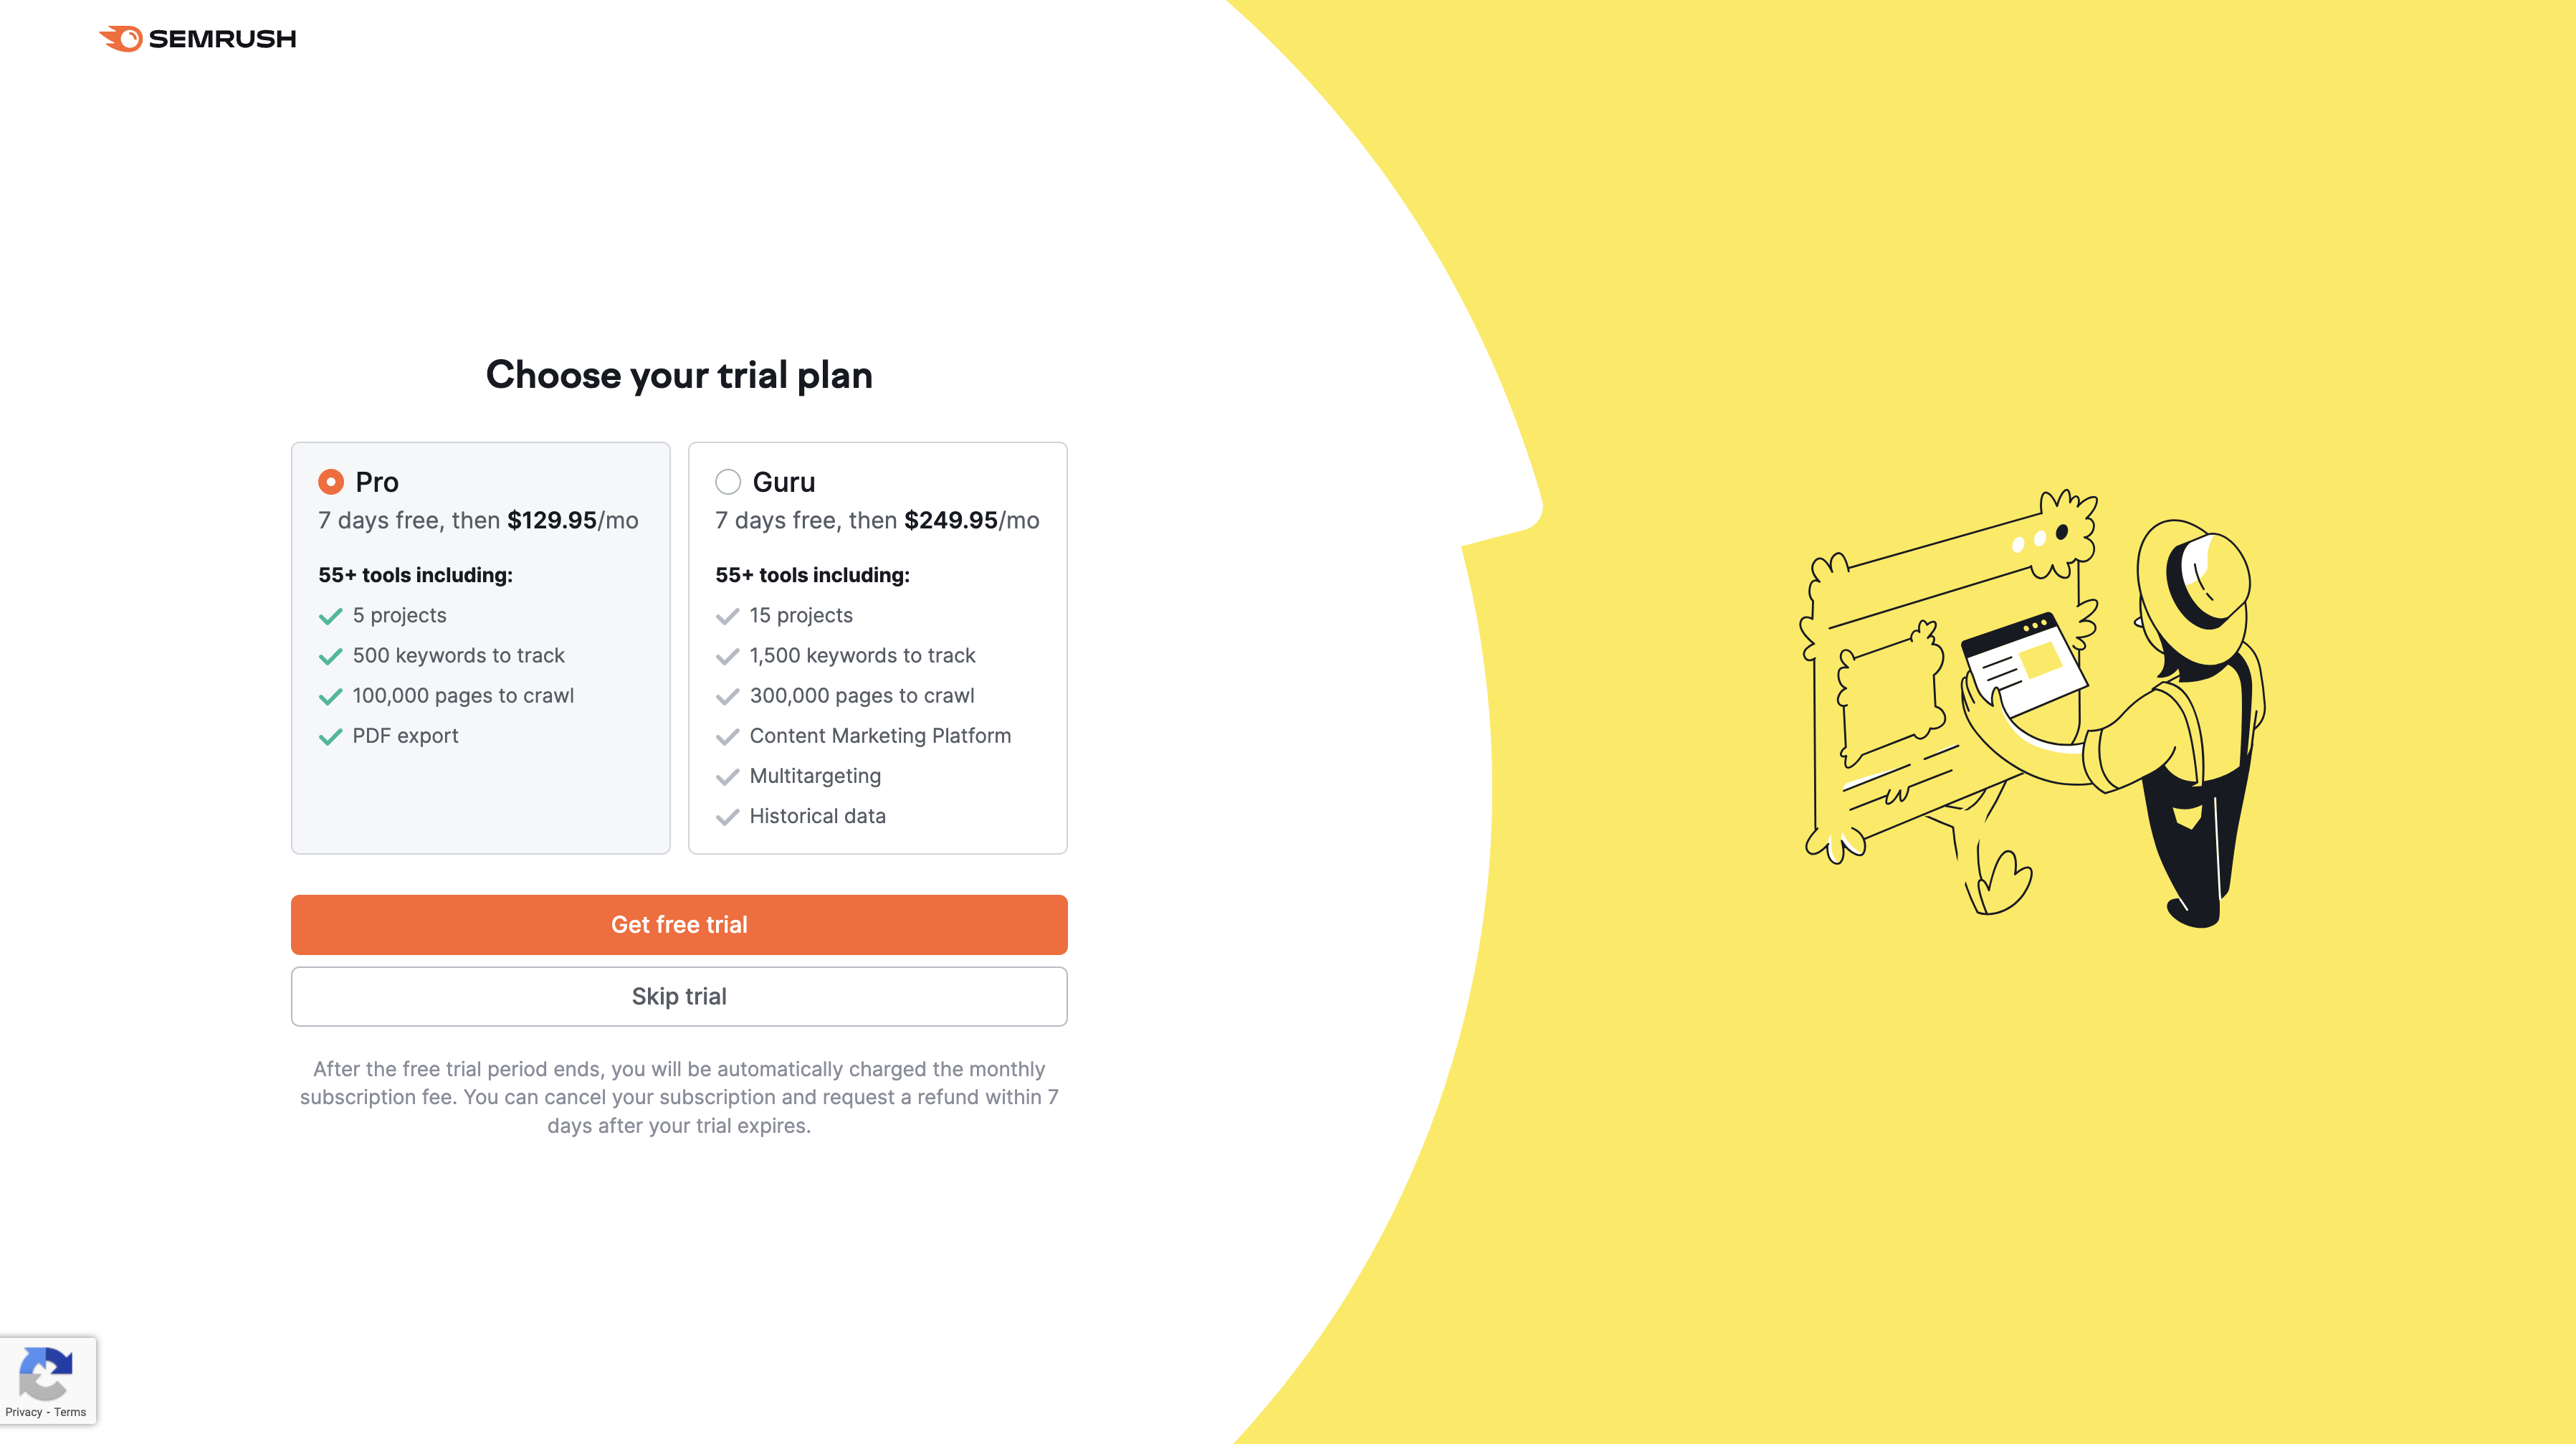 SEMRUSH
Choose your trial plan
Pro
7 days free, then $129.95/mo
55+ tools including:
5 projects
500 keywords to track
100,000 pages to crawl
PDF export
Guru
7 days free, then $249.95/mo
55+ tools including:
15 projects
1,500 keywords to track
300,000 pages to crawl
Content Marketing Platform
Multitargeting
Historical data
Get free trial
Skip trial
After the free trial period ends, you will be automatically charged the monthly
subscription fee. You can cancel your subscription and request a refund within 7
days after your trial expires.
Privacy - Terms